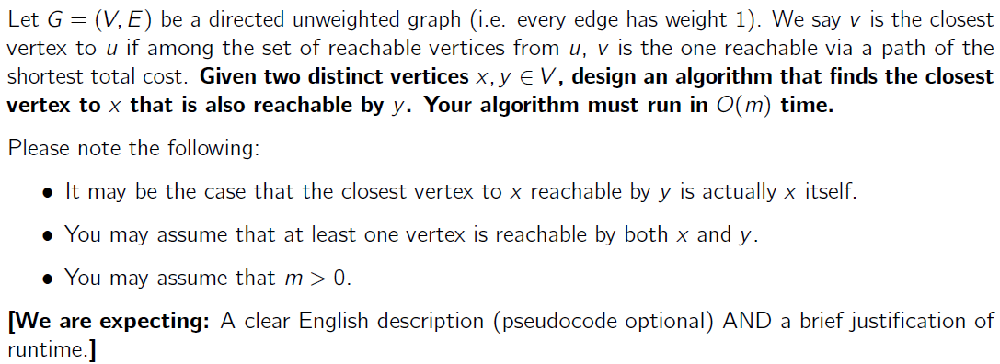 Let G = (V, E) be a directed unweighted graph (i.e. every edge has weight 1). We say v is the closest
vertex to u if among the set of reachable vertices from u, v is the one reachable via a path of the
shortest total cost. Given two distinct vertices x, y ∈ V, design an algorithm that finds the closest
vertex to x that is also reachable by y. Your algorithm must run in O(m) time.
Please note the following:
• It may be the case that the closest vertex to x reachable by y is actually x itself.
• You may assume that at least one vertex is reachable by both x and y.
• You may assume that m > 0.
[We are expecting: A clear English description (pseudocode optional) AND a brief justification of
runtime.]